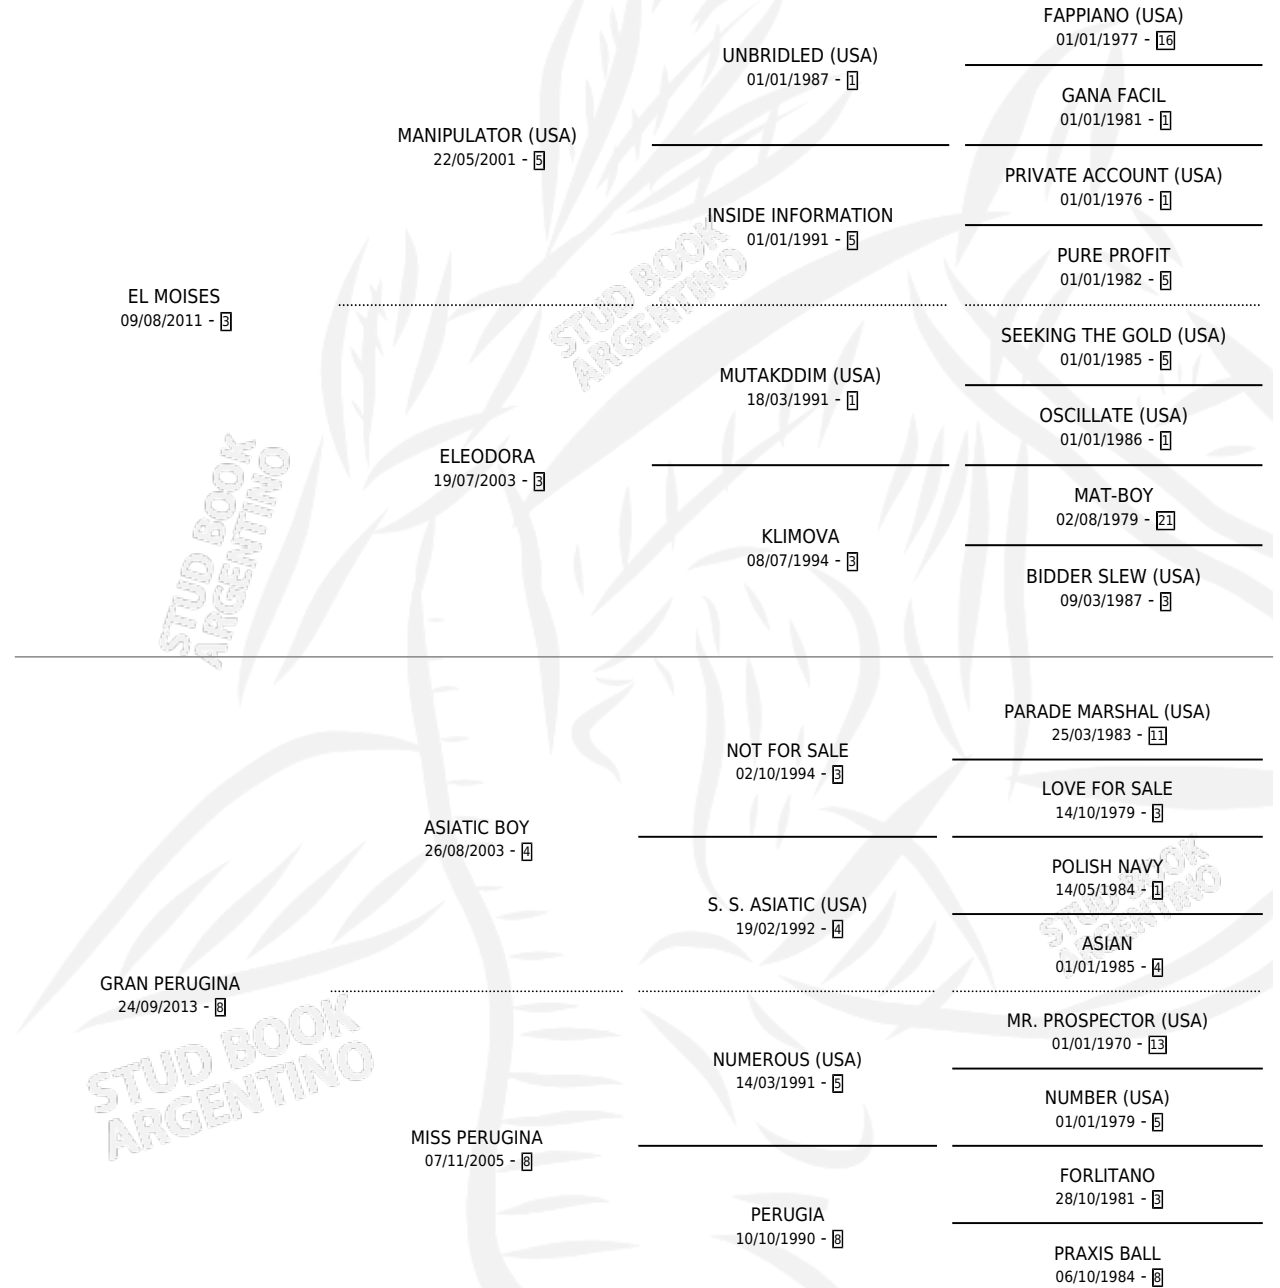 FAPPIANO (USA)
01/01/1977 - 16
UNBRIDLED (USA)
01/01/1987 - 1
GANA FACIL
01/01/1981 - 1
MANIPULATOR (USA)
22/05/2001 - 5
PRIVATE ACCOUNT (USA)
01/01/1976 - 1
INSIDE INFORMATION
01/01/1991 - 5
PURE PROFIT
01/01/1982 - 5
EL MOISES
09/08/2011 - 3
SEEKING THE GOLD (USA)
01/01/1985 - 5
MUTAKDDIM (USA)
18/03/1991 - 1
OSCILLATE (USA)
01/01/1986 - 1
ELEODORA
19/07/2003 - 3
MAT-BOY
02/08/1979 - 21
KLIMOVA
08/07/1994 - 3
BIDDER SLEW (USA)
09/03/1987 - 3
PARADE MARSHAL (USA)
25/03/1983 - 11
NOT FOR SALE
02/10/1994 - 3
LOVE FOR SALE
14/10/1979 - 3
ASIATIC BOY
26/08/2003 - 4
POLISH NAVY
14/05/1984 - 1
S. S. ASIATIC (USA)
19/02/1992 - 4
ASIAN
01/01/1985 - 4
GRAN PERUGINA
24/09/2013 - 8
MR. PROSPECTOR (USA)
01/01/1970 - 13
NUMEROUS (USA)
14/03/1991 - 5
NUMBER (USA)
01/01/1979 - 5
MISS PERUGINA
07/11/2005 - 8
FORLITANO
28/10/1981 - 3
PERUGIA
10/10/1990 - 8
PRAXIS BALL
06/10/1984 - 8
STUD BOOK
ARGENTINO
STUD BOOK
ARGENTINO
STUD BOOK
ARGENTINO
STUD BOOK
ARGENTINO